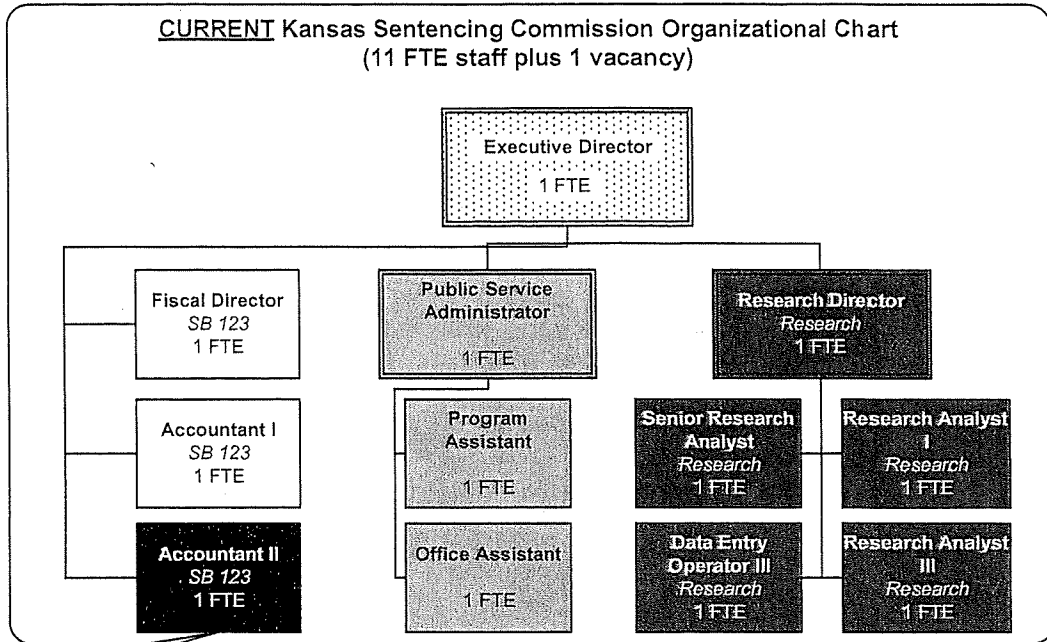 CURRENT Kansas Sentencing Commission Organizational Chart
(11 FTE staff plus 1 vacancy)
Executive Director
1 FTE
Fiscal Director
SB 123
1 FTE
Public Service
Administrator
1 FTE
Research Director
Research
1 FTE
Accountant I
SB 123
1 FTE
Program
Assistant
1 FTE
Senior Research
Analyst
Research
1 FTE
Research Analyst
I
Research
1 FTE
Accountant II
SB 123
1 FTE
Office Assistant
1 FTE
Data Entry
Operator III
Research
1 FTE
Research Analyst
III
Research
1 FTE